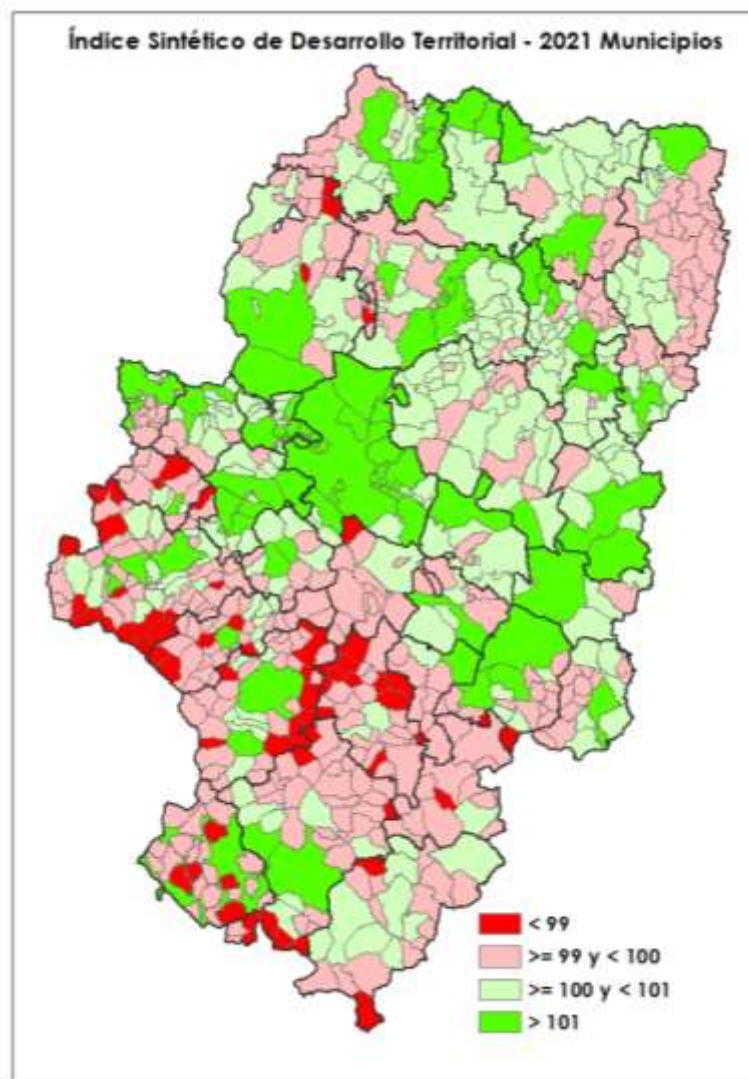 Índice Sintético de Desarrollo Territorial - 2021 Municipios
< 99
>= 99 y < 100
>= 100 y < 101
> 101